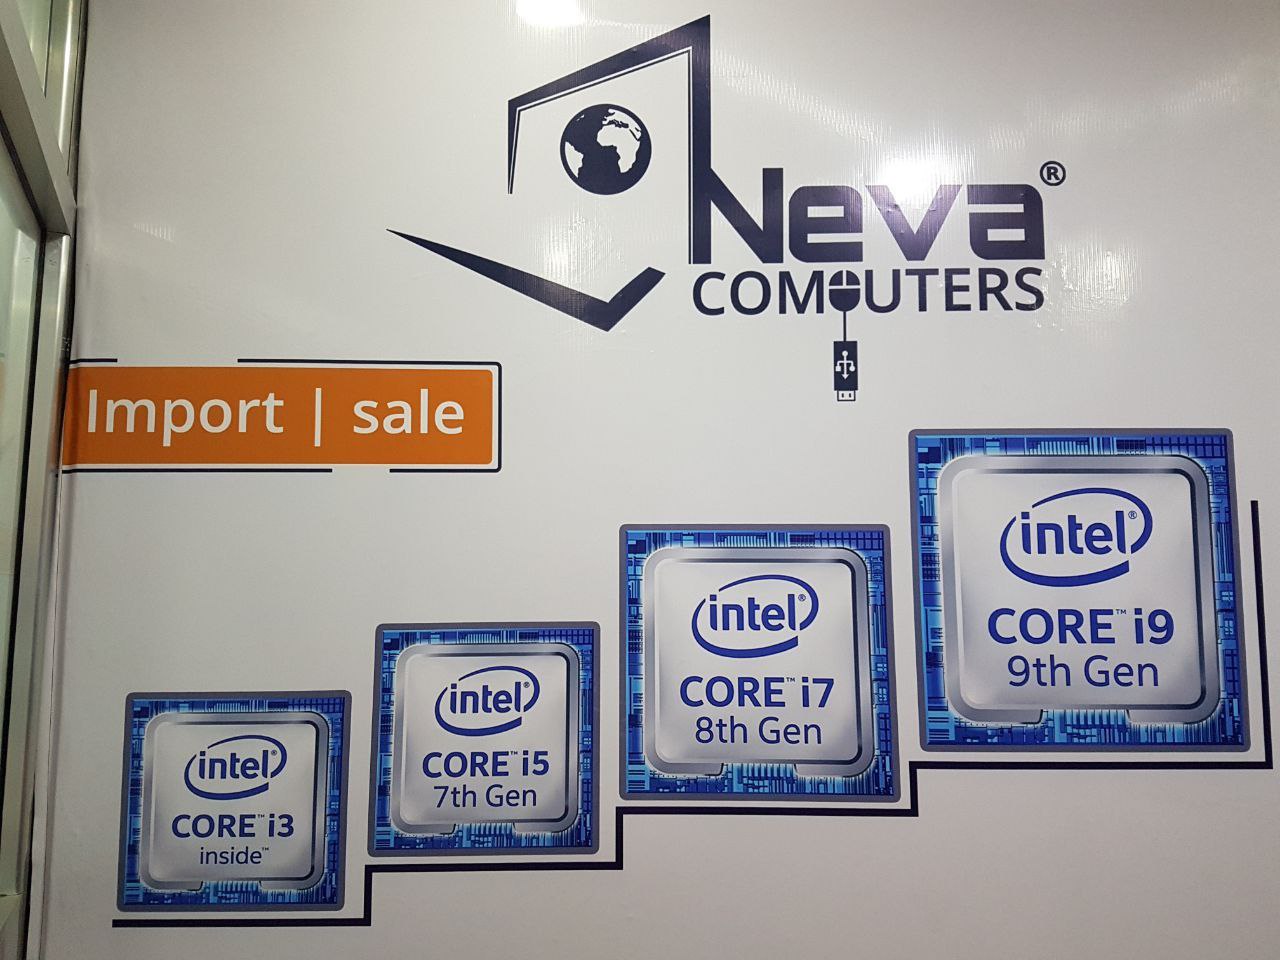 Neva®
COMPUTERS
Import | sale
intel®
CORE™ i3
inside™
intel®
CORE™ i5
7th Gen
intel®
CORE™ i7
8th Gen
intel®
CORE™ i9
9th Gen